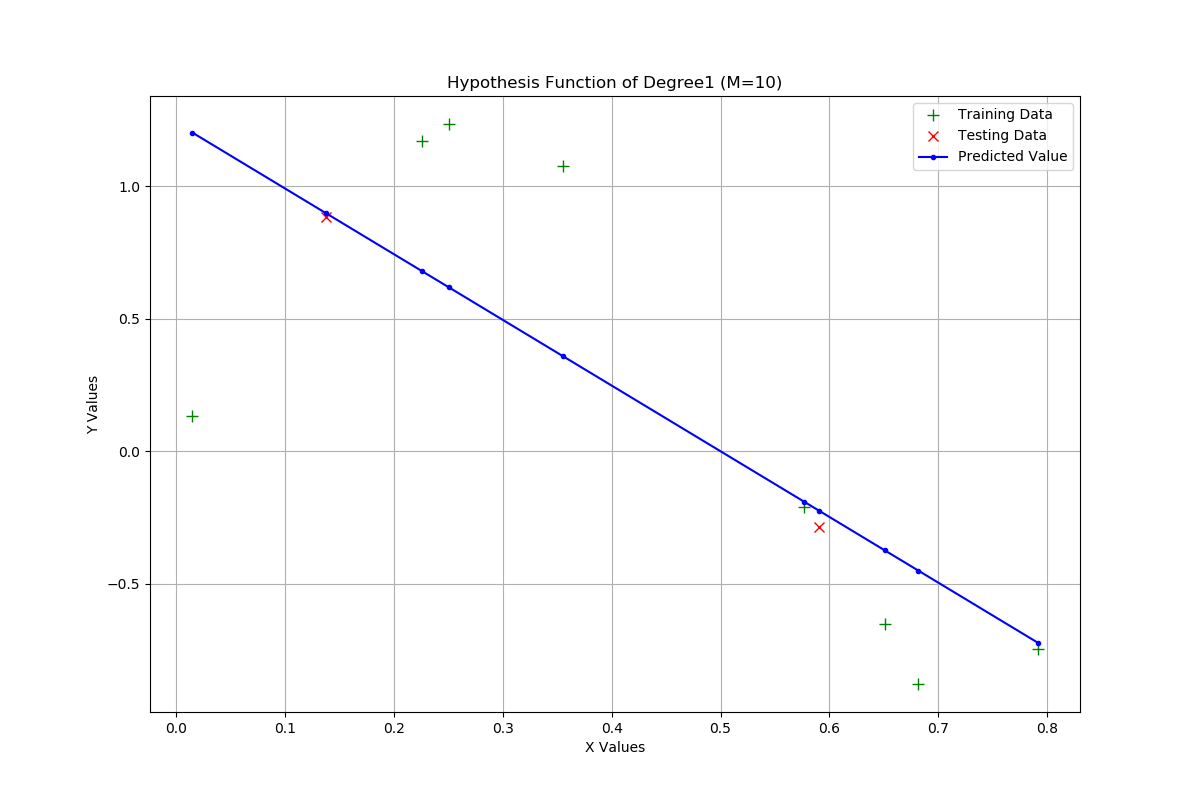 Hypothesis Function of Degree1 (M=10)
Training Data
Testing Data
Predicted Value
Y Values
1.0
0.5
0.0
−0.5
0.0 0.1 0.2 0.3 0.4 0.5 0.6 0.7 0.8
X Values